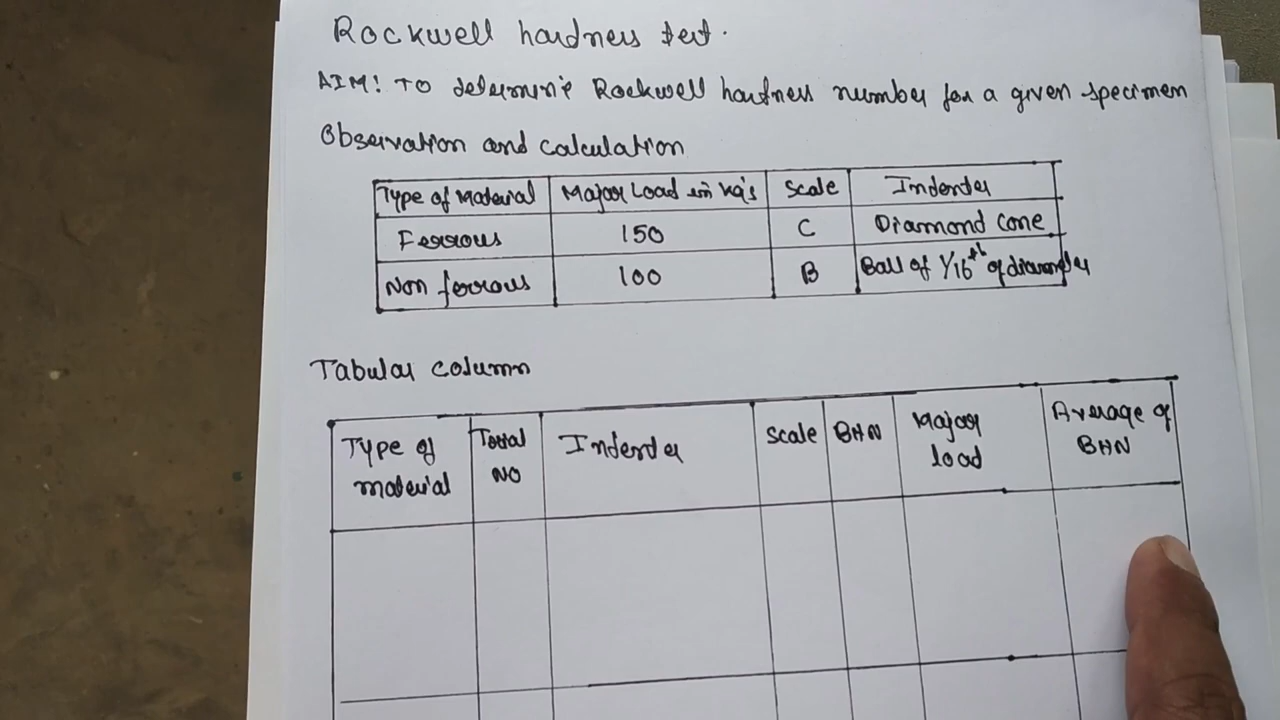 Rockwell hardness test.
AIM: TO determine Rockwell hardness number for a given specimen
Observation and calculation
Type of Material | Major Load in kg's | Scale | Indenter
Ferrous | 150 | C | Diamond cone
Non ferrous | 100 | B | Ball of 1/16th of diameter
Tabular column
Type of material | NO | Indenter | Scale | BHN | Major load | Average of BHN